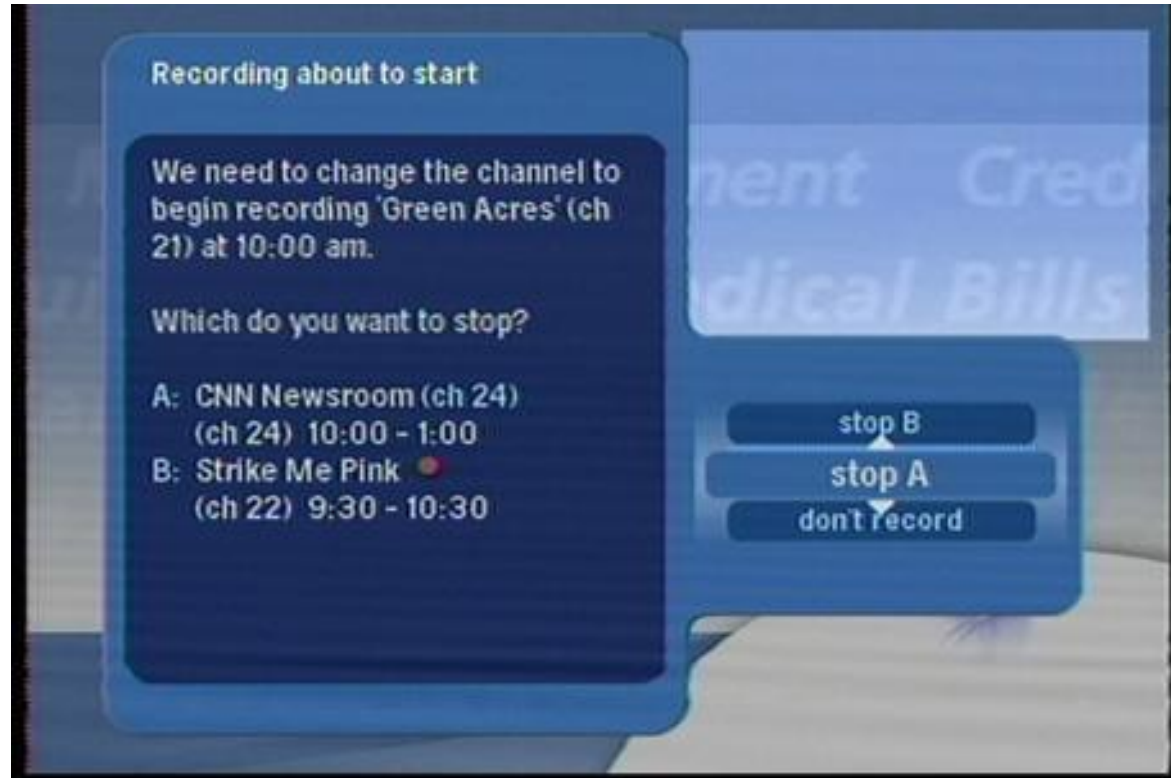 Recording about to start
We need to change the channel to
begin recording 'Green Acres' (ch
21) at 10:00 am.
Which do you want to stop?
A: CNN Newsroom (ch 24)
(ch 24) 10:00 - 1:00
B: Strike Me Pink
(ch 22) 9:30 - 10:30
stop B
stop A
don't record
Cred
Bills